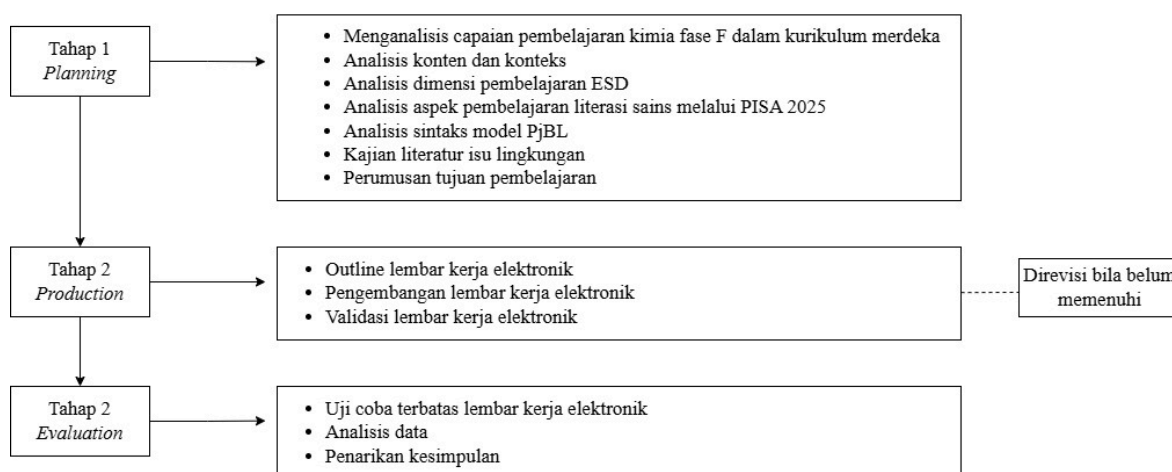 Tahap 1
Planning
• Menganalisis capaian pembelajaran kimia fase F dalam kurikulum merdeka
• Analisis konten dan konteks
• Analisis dimensi pembelajaran ESD
• Analisis aspek pembelajaran literasi sains melalui PISA 2025
• Analisis sintaks model PjBL
• Kajian literatur isu lingkungan
• Perumusan tujuan pembelajaran
Tahap 2
Production
• Outline lembar kerja elektronik
• Pengembangan lembar kerja elektronik
• Validasi lembar kerja elektronik
Direvisi bila belum
memenuhi
Tahap 2
Evaluation
• Uji coba terbatas lembar kerja elektronik
• Analisis data
• Penarikan kesimpulan